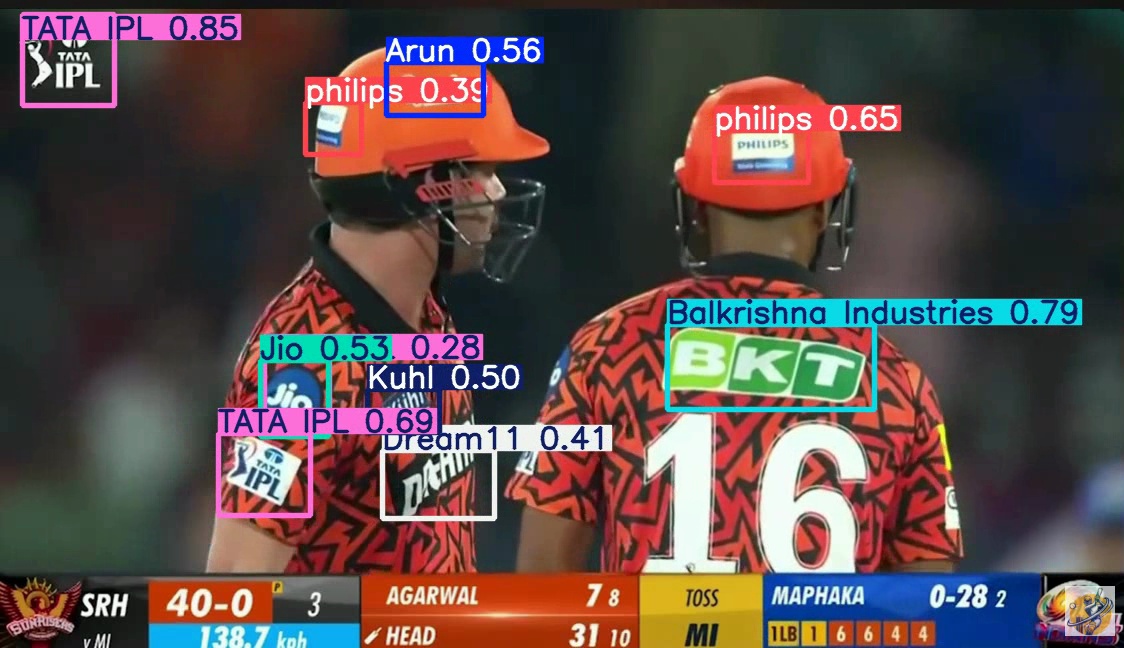 TATA IPL 0.85
TATA
IPL
Arun 0.56
philips 0.39
philips 0.65
PHILIPS
Balkrishna Industries 0.79
BKT
Jio 0.53
0.28
Jio
Kuhl 0.50
TATA IPL 0.69
TATA
IPL
Dream11 0.41
16
SRH
v MI
SUNRISERS
40-0
P
3
138.7 kph
AGARWAL 7 8
HEAD 31 10
TOSS
MI
MAPHAKA 0-28 2
1LB 1 6 6 4 4